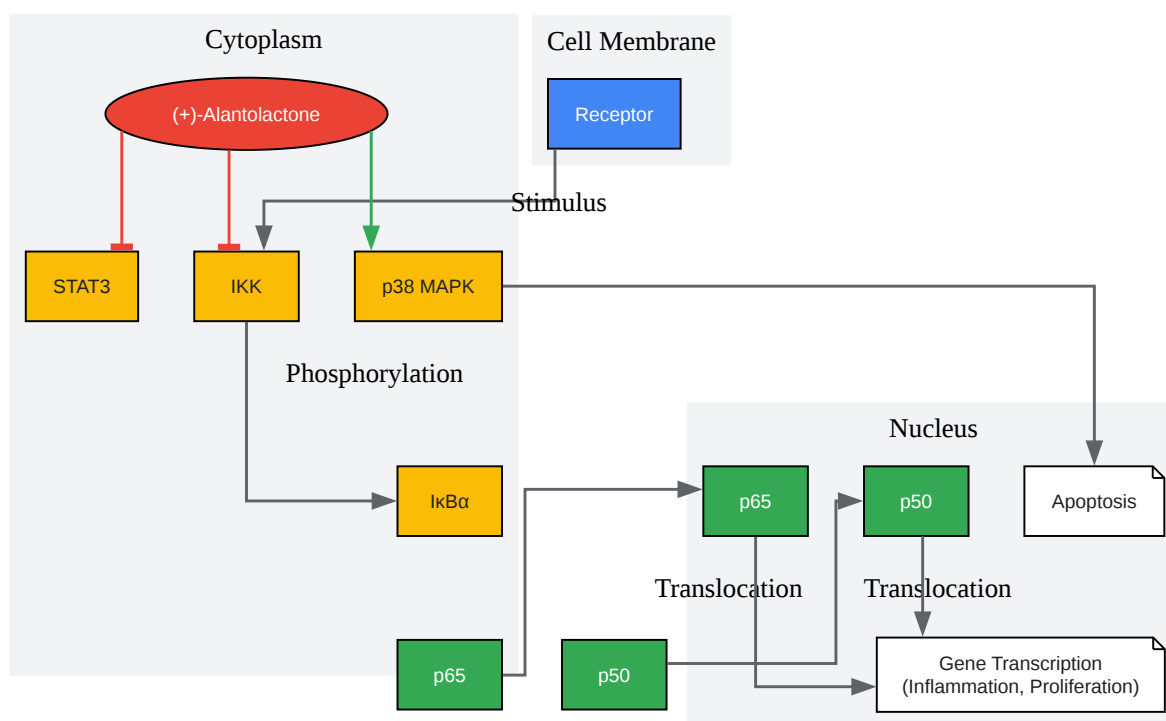 Cytoplasm
Cell Membrane
(+)-Alantolactone
Receptor
Stimulus
STAT3
IKK
p38 MAPK
Phosphorylation
Nucleus
IκBα
p65
p50
Apoptosis
Translocation
Translocation
p65
p50
Gene Transcription
(Inflammation, Proliferation)